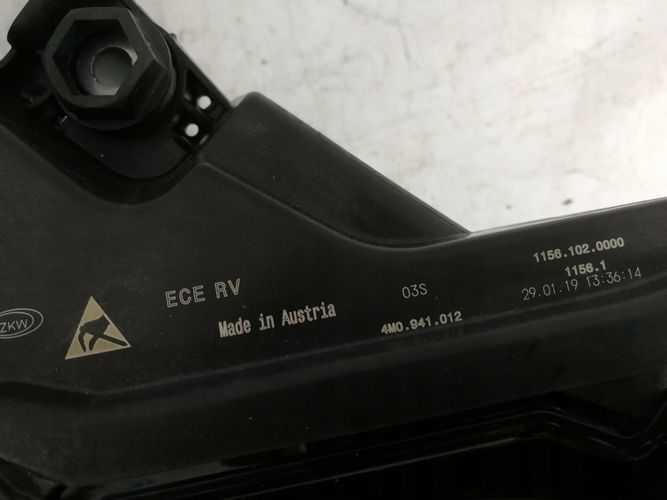 ZKW
ECE RV
Made in Austria
03S
4M0.941.012
1156.102.0000
1156.1
29.01.19 13:36:14